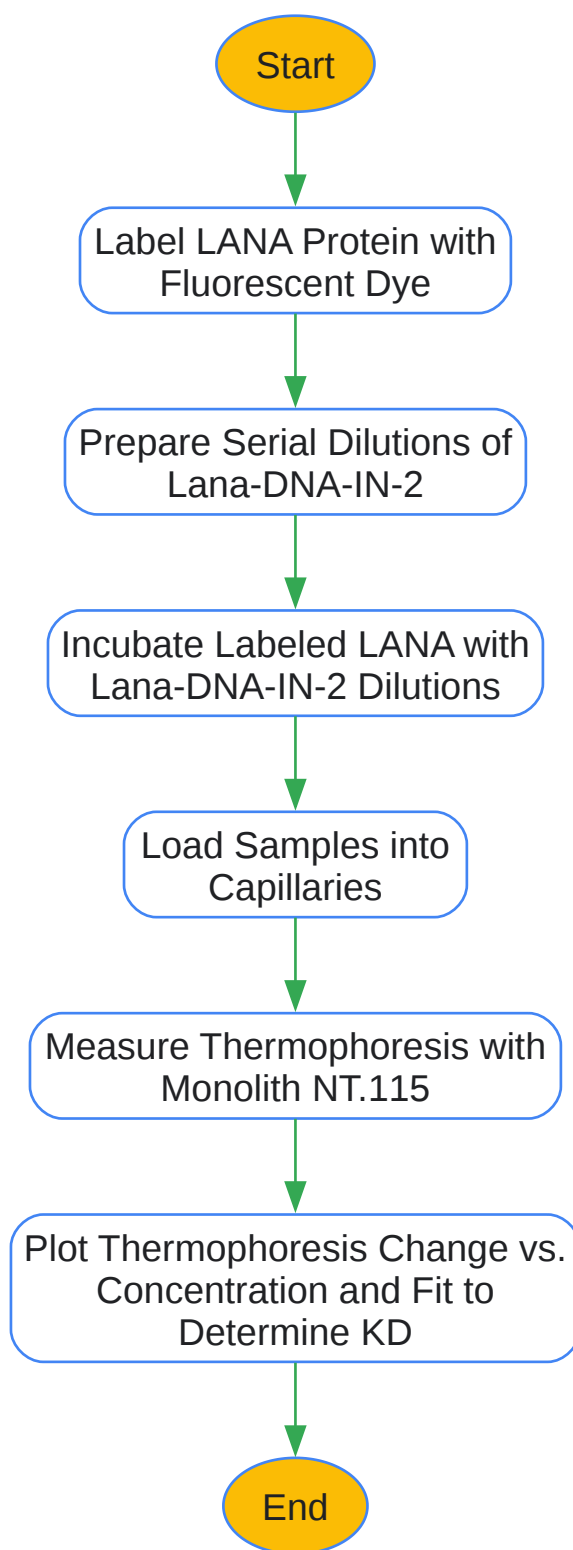 Start
Label LANA Protein with
Fluorescent Dye
Prepare Serial Dilutions of
Lana-DNA-IN-2
Incubate Labeled LANA with
Lana-DNA-IN-2 Dilutions
Load Samples into
Capillaries
Measure Thermophoresis with
Monolith NT.115
Plot Thermophoresis Change vs.
Concentration and Fit to
Determine KD
End